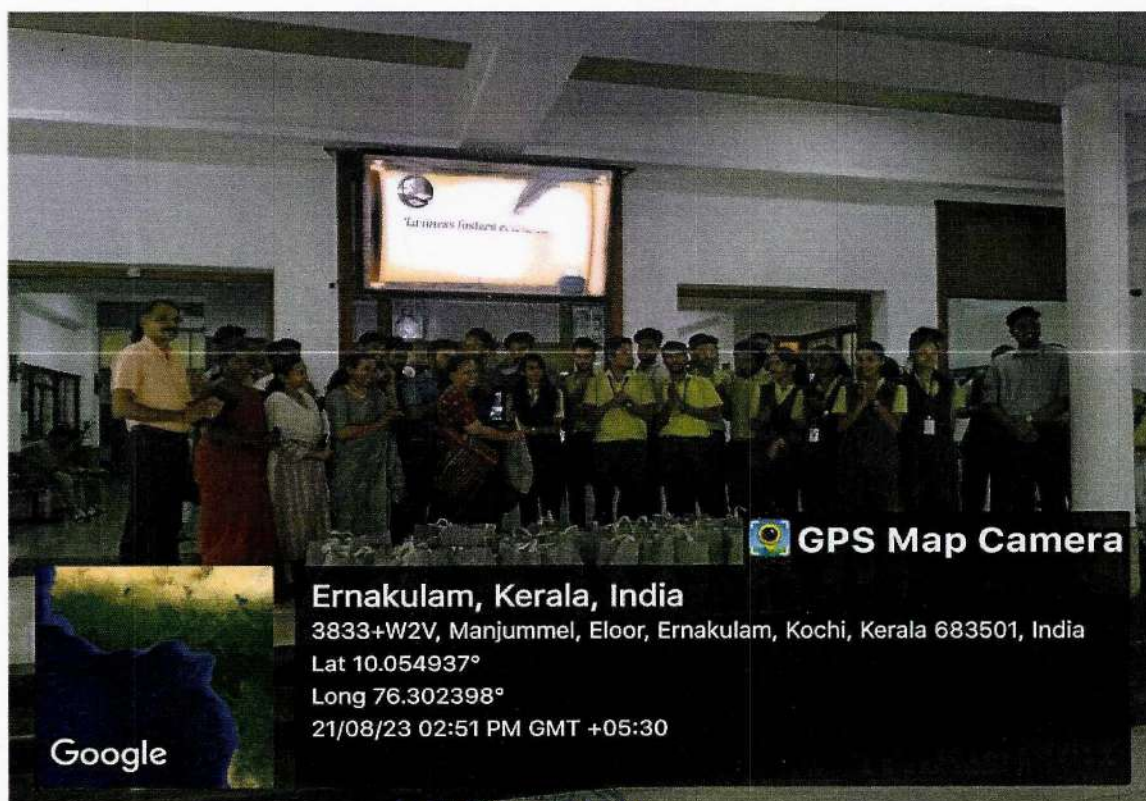 fosters
GPS Map Camera
Ernakulam, Kerala, India
3833+W2V, Manjummel, Eloor, Ernakulam, Kochi, Kerala 683501, India
Lat 10.054937°
Long 76.302398°
21/08/23 02:51 PM GMT +05:30
Google